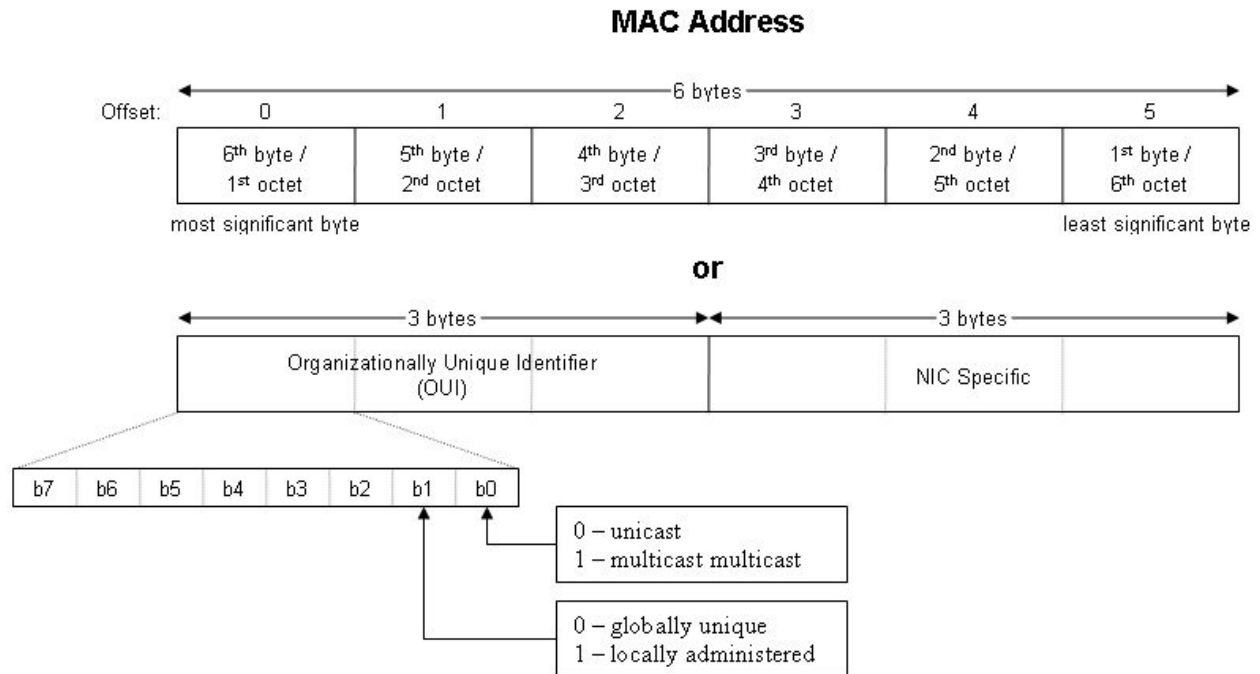 MAC Address
6 bytes
Offset: 0 1 2 3 4 5
6th byte / 5th byte / 4th byte / 3rd byte / 2nd byte / 1st byte /
1st octet 2nd octet 3rd octet 4th octet 5th octet 6th octet
most significant byte least significant byte
or
3 bytes 3 bytes
Organizationally Unique Identifier
(OUI)
NIC Specific
b7 b6 b5 b4 b3 b2 b1 b0
0 – unicast
1 – multicast multicast
0 – globally unique
1 – locally administered